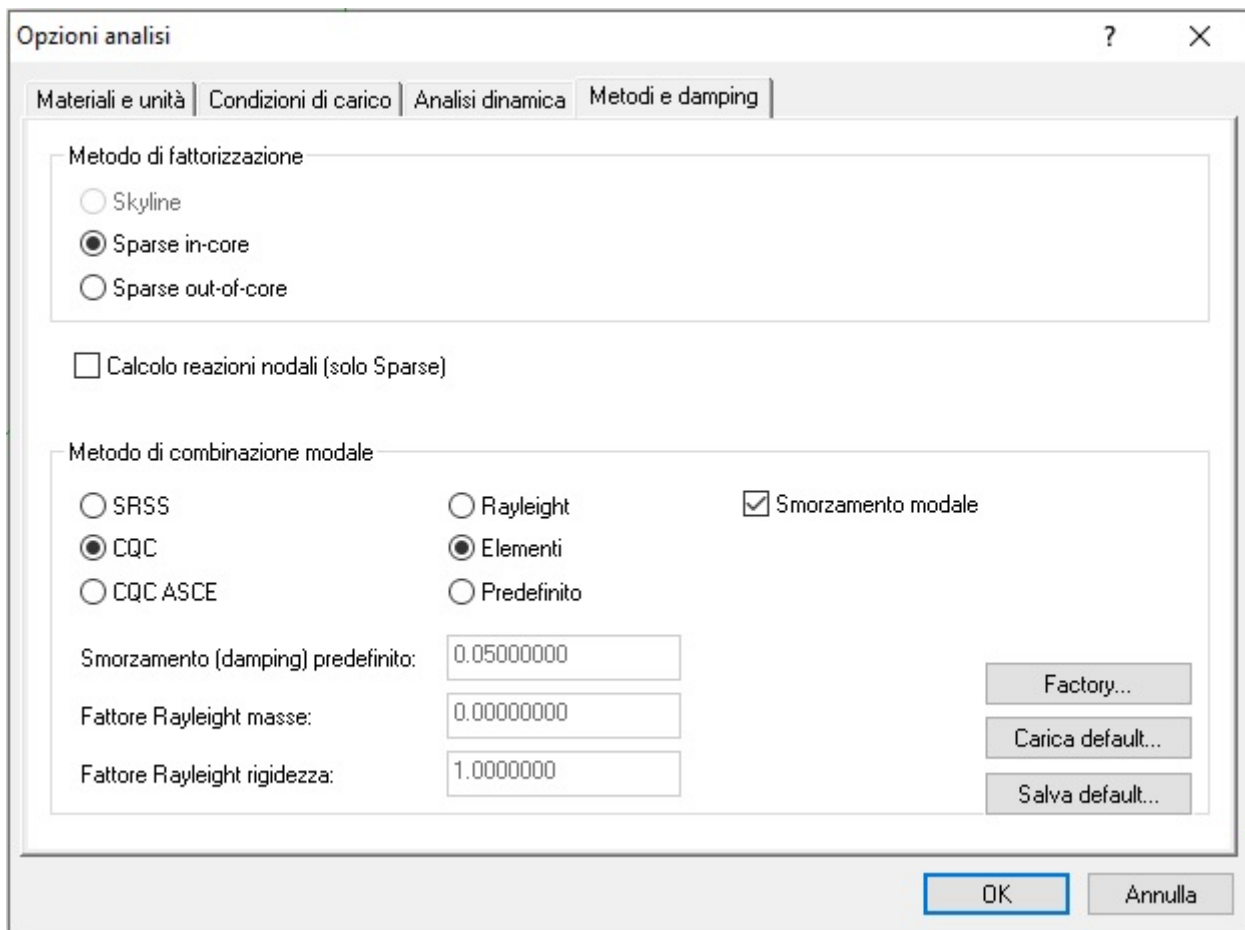 Opzioni analisi ?
Materiali e unità Condizioni di carico Analisi dinamica Metodi e damping
Metodo di fattorizzazione
Skyline
Sparse in-core
Sparse out-of-core
Calcolo reazioni nodali (solo Sparse)
Metodo di combinazione modale
SRSS Rayleight Smorzamento modale
CQC Elementi
CQC ASCE Predefinito
Smorzamento (damping) predefinito: 0.05000000
Factory...
Fattore Rayleight masse: 0.00000000
Carica default...
Fattore Rayleight rigidezza: 1.0000000
Salva default...
OK Annulla